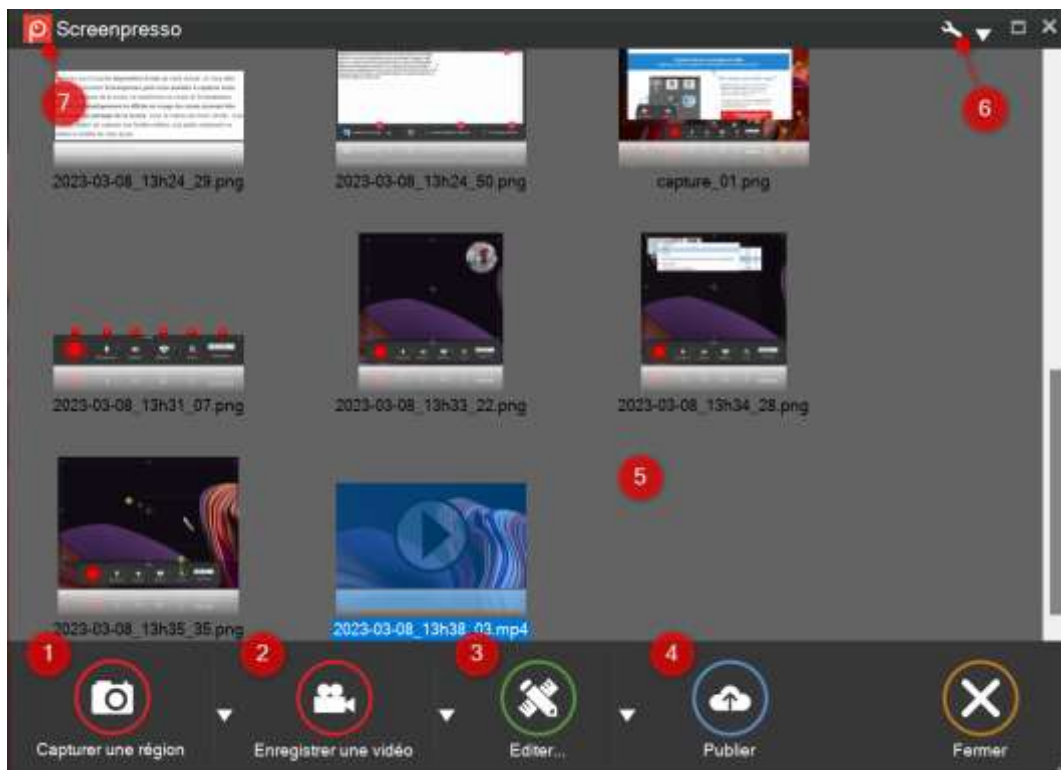 Screenpresso
7
6
2023-03-08_13h24_29.png
2023-03-08_13h24_50.png
capture_01.png
2023-03-08_13h31_07.png
2023-03-08_13h33_22.png
2023-03-08_13h34_28.png
5
2023-03-08_13h35_35.png
2023-03-08_13h38_03.mp4
1
2
3
4
Capturer une région
Enregistrer une vidéo
Editer...
Publier
Fermer